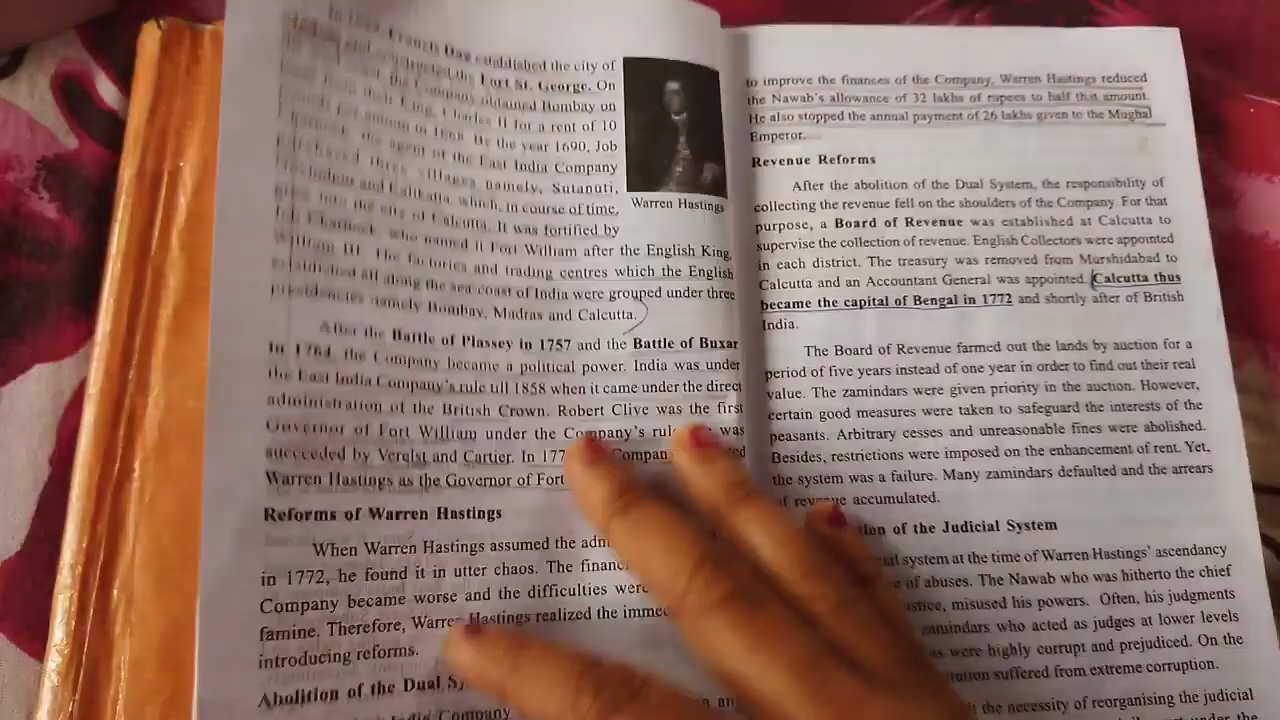 In 1639, Francis Day established the city of
the Fort St. George. On
the Company obtained Bombay on
Charles II for a rent of 10
in 1668. By the year 1690, Job
the agent of the East India Company
three villages namely, Sutanuti,
and Kalikatta which, in course of time,
into the city of Calcutta. It was fortified by
Job Charnock, who named it Fort William after the English King,
William III. The factories and trading centres which the English
established all along the sea-coast of India were grouped under three
presidencies namely Bombay, Madras and Calcutta.
Warren Hastings
After the Battle of Plassey in 1757 and the Battle of Buxar
in 1764, the Company became a political power. India was under
the East India Company's rule till 1858 when it came under the direct
administration of the British Crown. Robert Clive was the first
Governor of Fort William under the Company's was
succeeded by Verelst and Cartier. In
Warren Hastings as the Governor of Fort
Reforms of Warren Hastings
When Warren Hastings assumed the
in 1772, he found it in utter chaos. The
Company became worse and the difficulties
famine. Therefore, Warren Hastings realized the
introducing reforms.
Abolition of the Dual
Company
to improve the finances of the Company, Warren Hastings reduced
the Nawab's allowance of 32 lakhs of rupees to half this amount.
He also stopped the annual payment of 26 lakhs given to the Mughal
Emperor.
Revenue Reforms
After the abolition of the Dual System, the responsibility of
collecting the revenue fell on the shoulders of the Company. For that
purpose, a Board of Revenue was established at Calcutta to
supervise the collection of revenue. English Collectors were appointed
in each district. The treasury was removed from Murshidabad to
Calcutta and an Accountant General was appointed. Calcutta thus
became the capital of Bengal in 1772 and shortly after of British
India.
The Board of Revenue farmed out the lands by auction for a
period of five years instead of one year in order to find out their real
value. The zamindars were given priority in the auction. However,
certain good measures were taken to safeguard the interests of the
peasants. Arbitrary cesses and unreasonable fines were abolished.
Besides, restrictions were imposed on the enhancement of rent. Yet,
the system was a failure. Many zamindars defaulted and the arrears
of revenue accumulated.
of the Judicial System
system at the time of Warren Hastings' ascendancy
of abuses. The Nawab who was hitherto the chief
misused his powers. Often, his judgments
zamindars who acted as judges at lower levels
were highly corrupt and prejudiced. On the
suffered from extreme corruption.
the necessity of reorganising the judicial
under the